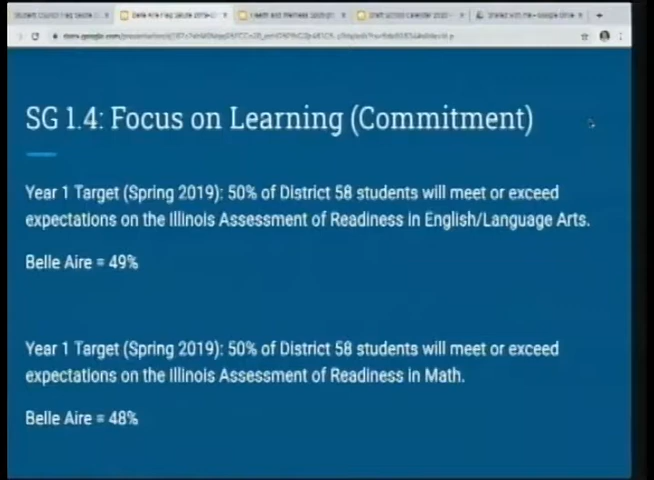 SG 1.4: Focus on Learning (Commitment)
Year 1 Target (Spring 2019): 50% of District 58 students will meet or exceed
expectations on the Illinois Assessment of Readiness in English/Language Arts.
Belle Aire = 49%
Year 1 Target (Spring 2019): 50% of District 58 students will meet or exceed
expectations on the Illinois Assessment of Readiness in Math.
Belle Aire = 48%